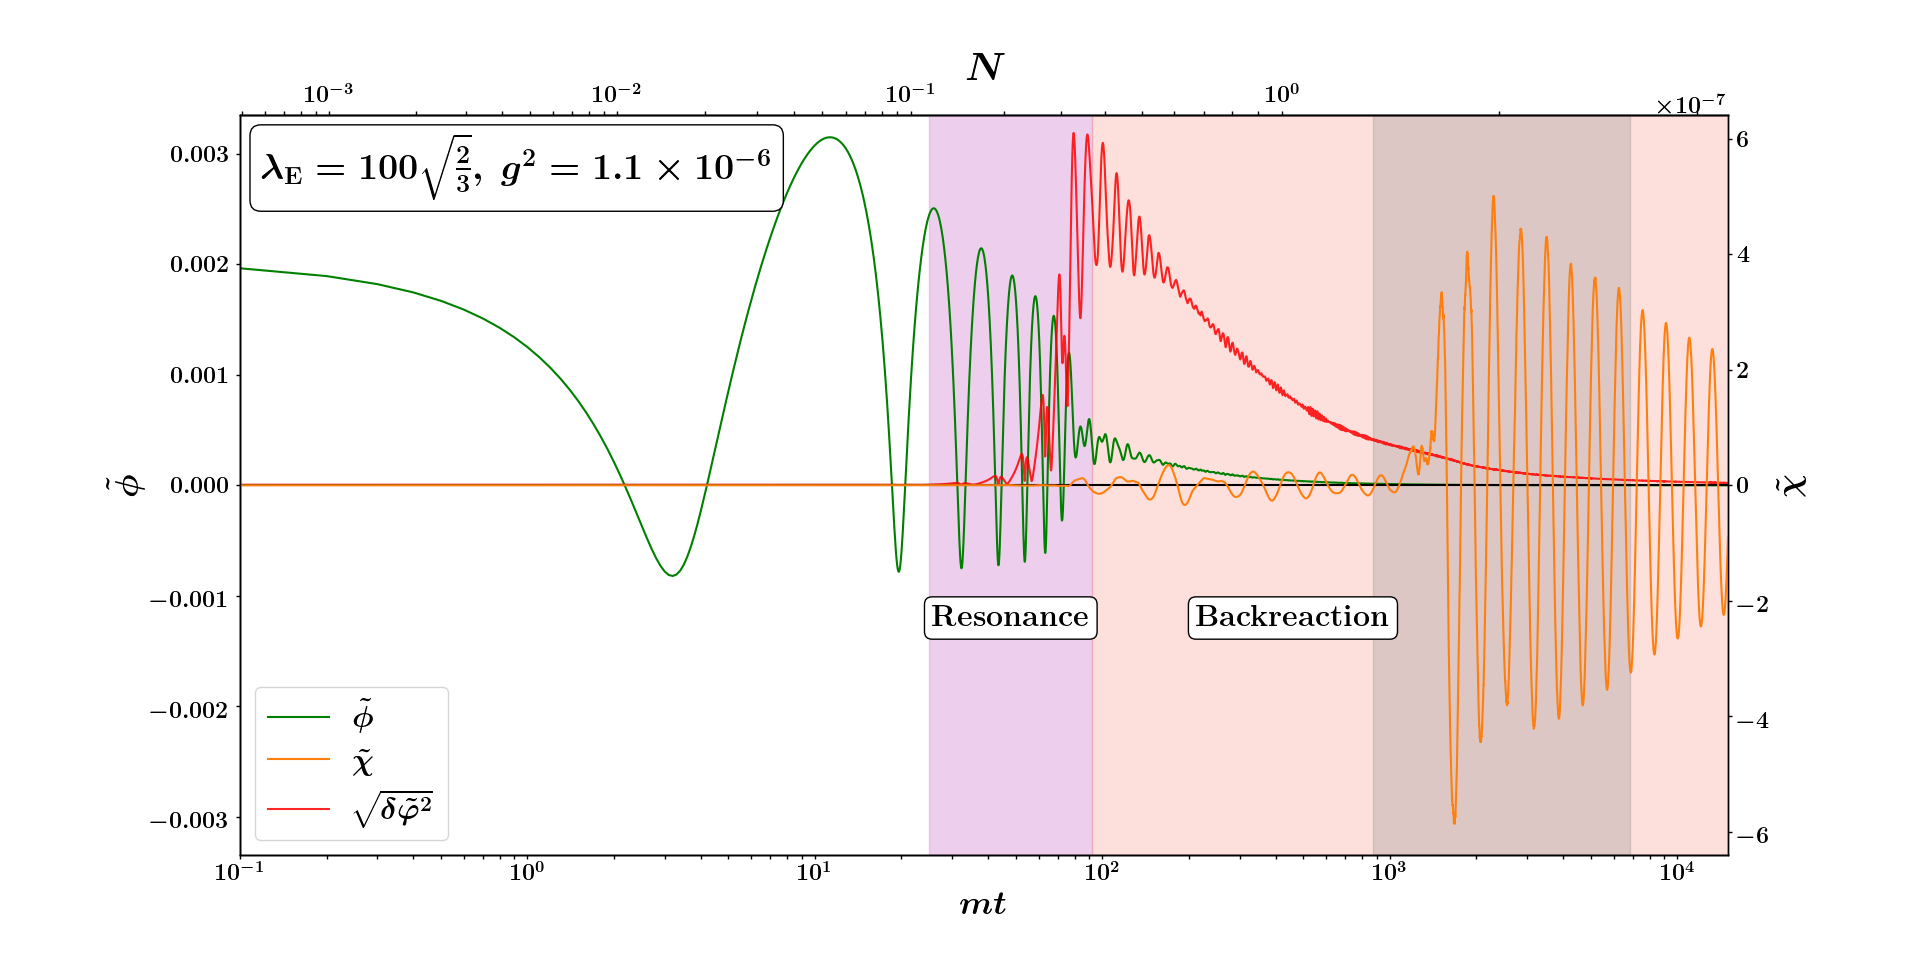 N
10⁻³ 10⁻² 10⁻¹ 10⁰ ×10⁻⁷
λ_E = 100√(2/3), g² = 1.1 × 10⁻⁶
0.003
0.002
0.001
0.000
−0.001
−0.002
−0.003
ϕ̃
6
4
2
0
−2
−4
−6
χ̃
Resonance
Backreaction
ϕ̃
χ̃
√δφ̃²
10⁻¹ 10⁰ 10¹ 10² 10³ 10⁴
mt